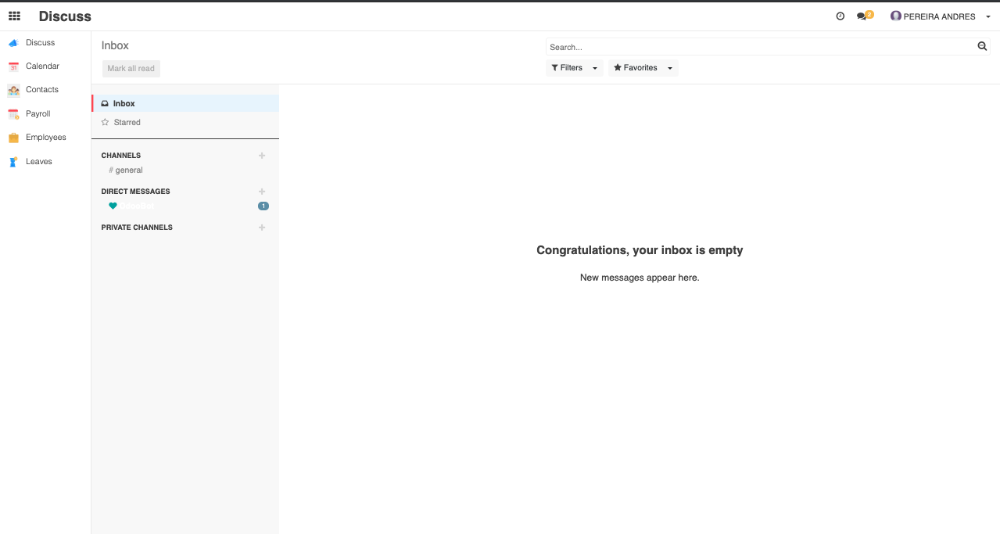 Discuss
2
PEREIRA ANDRES
Discuss
Calendar
31
Contacts
Payroll
Employees
Leaves
Inbox
Mark all read
Search...
Filters
Favorites
Inbox
Starred
CHANNELS
# general
DIRECT MESSAGES
1
PRIVATE CHANNELS
Congratulations, your inbox is empty
New messages appear here.